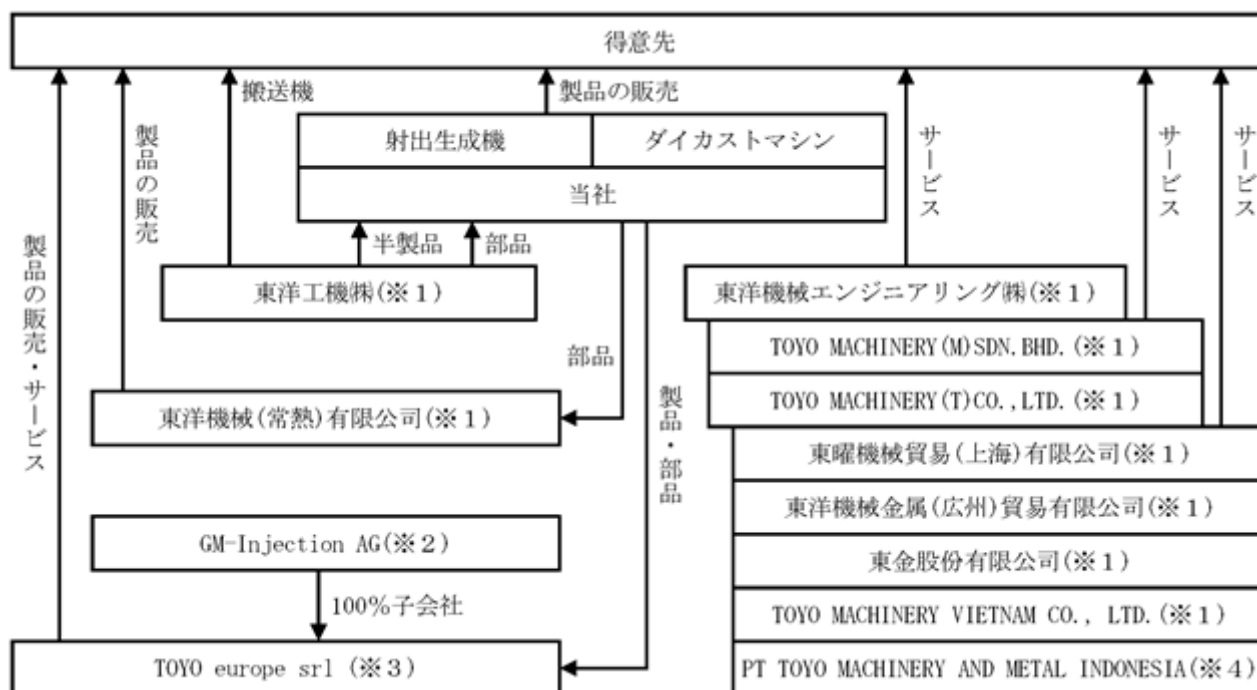 得意先
搬送機
製品の販売
製品の販売
サービス
サービス
サービス
射出生成機
ダイカストマシン
当社
半製品
部品
製品の販売・サービス
東洋工機㈱(※1)
東洋機械エンジニアリング㈱(※1)
TOYO MACHINERY(M)SDN.BHD.(※1)
部品
TOYO MACHINERY(T)CO.,LTD.(※1)
製品・部品
東洋機械(常熱)有限公司(※1)
東曜機械貿易(上海)有限公司(※1)
東洋機械金属(広州)貿易有限公司(※1)
GM-Injection AG(※2)
東金股份有限公司(※1)
100%子会社
TOYO MACHINERY VIETNAM CO., LTD.(※1)
TOYO europe srl (※3)
PT TOYO MACHINERY AND METAL INDONESIA(※4)